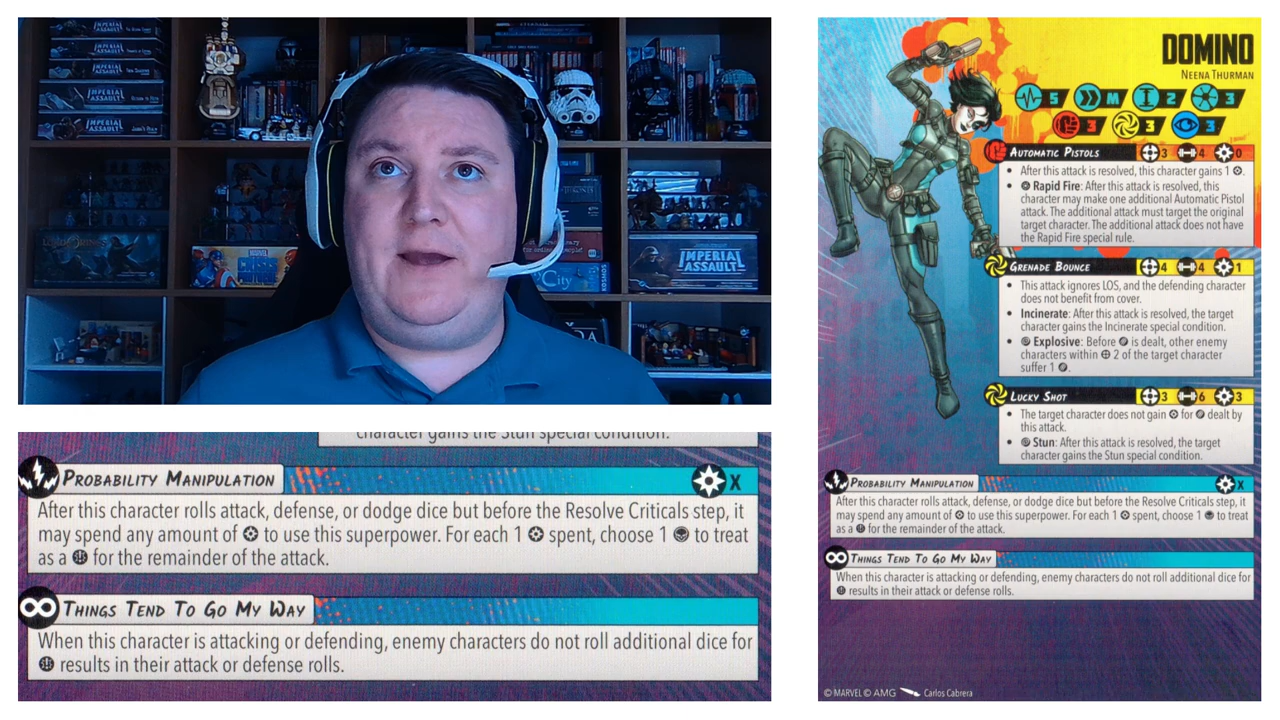 IMPERIAL ASSAULT
IMPERIAL ASSAULT
IMPERIAL ASSAULT
MARVEL
City
IMPERIAL
ASSAULT
character gains the Stun special condition.
PROBABILITY MANIPULATION X
After this character rolls attack, defense, or dodge dice but before the Resolve Criticals step, it
may spend any amount of to use this superpower. For each 1 spent, choose 1 to treat
as a for the remainder of the attack.
THINGS TEND TO GO MY WAY
When this character is attacking or defending, enemy characters do not roll additional dice for
results in their attack or defense rolls.
DOMINO
NEENA THURMAN
5 M 2 3
3 3 3
AUTOMATIC PISTOLS 3 4 0
• After this attack is resolved, this character gains 1 .
• Rapid Fire: After this attack is resolved, this
character may make one additional Automatic Pistol
attack. The additional attack must target the original
target character. The additional attack does not have
the Rapid Fire special rule.
GRENADE BOUNCE 4 4 1
• This attack ignores LOS, and the defending character
does not benefit from cover.
• Incinerate: After this attack is resolved, the target
character gains the Incinerate special condition.
• Explosive: Before is dealt, other enemy
characters within 2 of the target character
suffer 1 .
LUCKY SHOT 3 6 3
• The target character does not gain for dealt by
this attack.
• Stun: After this attack is resolved, the target
character gains the Stun special condition.
PROBABILITY MANIPULATION X
After this character rolls attack, defense, or dodge dice but before the Resolve Criticals step, it
may spend any amount of to use this superpower. For each 1 spent, choose 1 to treat
as a for the remainder of the attack.
THINGS TEND TO GO MY WAY
When this character is attacking or defending, enemy characters do not roll additional dice for
results in their attack or defense rolls.
© MARVEL © AMG Carlos Cabrera